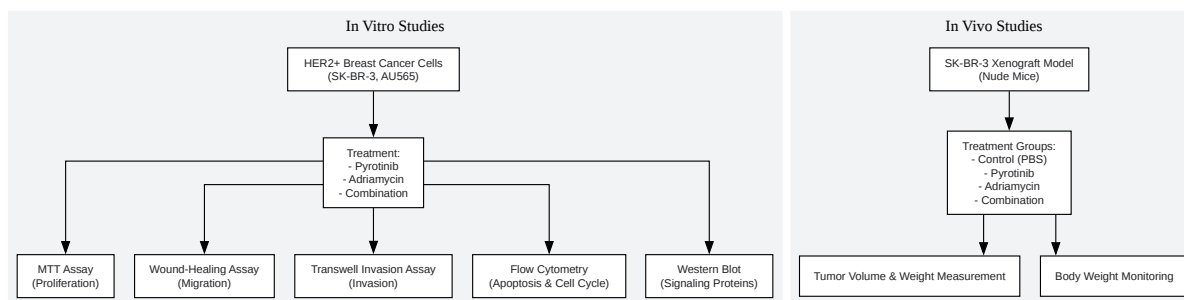 In Vitro Studies
HER2+ Breast Cancer Cells
(SK-BR-3, AU565)
Treatment:
- Pyrotinib
- Adriamycin
- Combination
MTT Assay
(Proliferation)
Wound-Healing Assay
(Migration)
Transwell Invasion Assay
(Invasion)
Flow Cytometry
(Apoptosis & Cell Cycle)
Western Blot
(Signaling Proteins)
In Vivo Studies
SK-BR-3 Xenograft Model
(Nude Mice)
Treatment Groups:
- Control (PBS)
- Pyrotinib
- Adriamycin
- Combination
Tumor Volume & Weight Measurement
Body Weight Monitoring